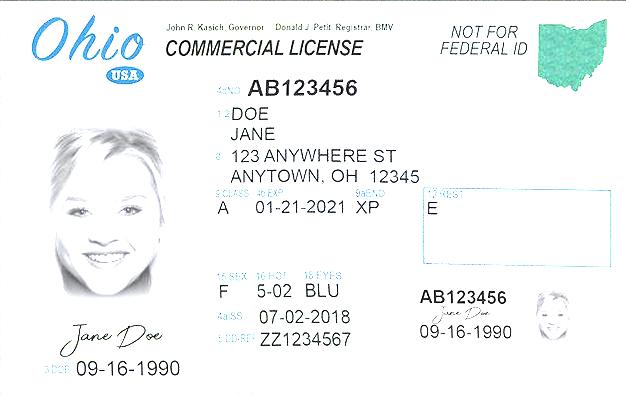 Ohio
USA
John R. Kasich, Governor Donald J. Petit, Registrar, BMV
COMMERCIAL LICENSE
NOT FOR
FEDERAL ID
AB123456
1 2 DOE
JANE
8 123 ANYWHERE ST
ANYTOWN, OH 12345
9 CLASS 4b EXP 9a END 12 REST
A 01-21-2021 XP E
15 SEX 16 HGT 18 EYES
F 5-02 BLU
4a ISS 07-02-2018
5 DD-REF ZZ1234567
Jane Doe
3 DOB 09-16-1990
AB123456
Jane Doe
09-16-1990